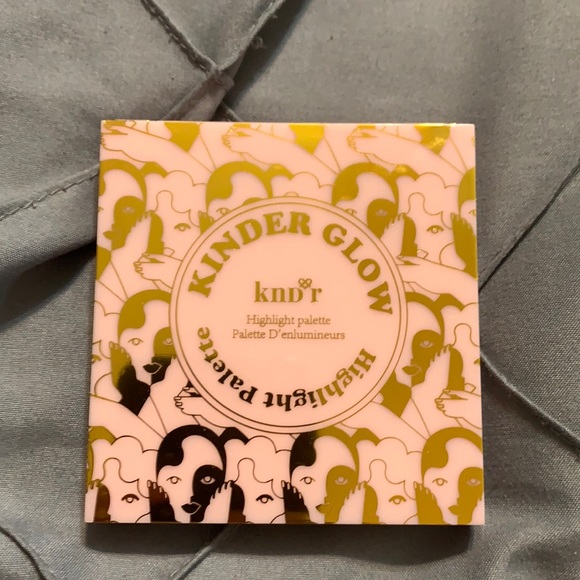 KINDER GLOW
knd'r
Highlight palette
Palette D'enlumineurs
Highlight Palette